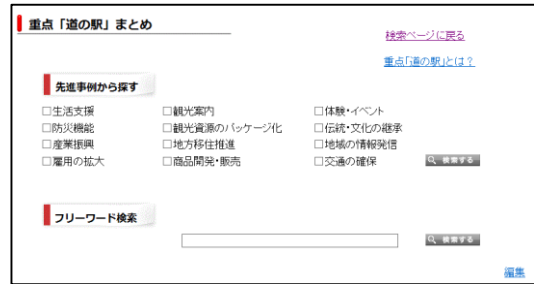 重点「道の駅」まとめ
検索ページに戻る
重点「道の駅」とは？
先進事例から探す
□生活支援 □観光案内 □体験・イベント
□防災機能 □観光資源のパッケージ化 □伝統・文化の継承
□産業振興 □地方移住推進 □地域の情報発信
□雇用の拡大 □商品開発・販売 □交通の確保 検索する
フリーワード検索
検索する
編集